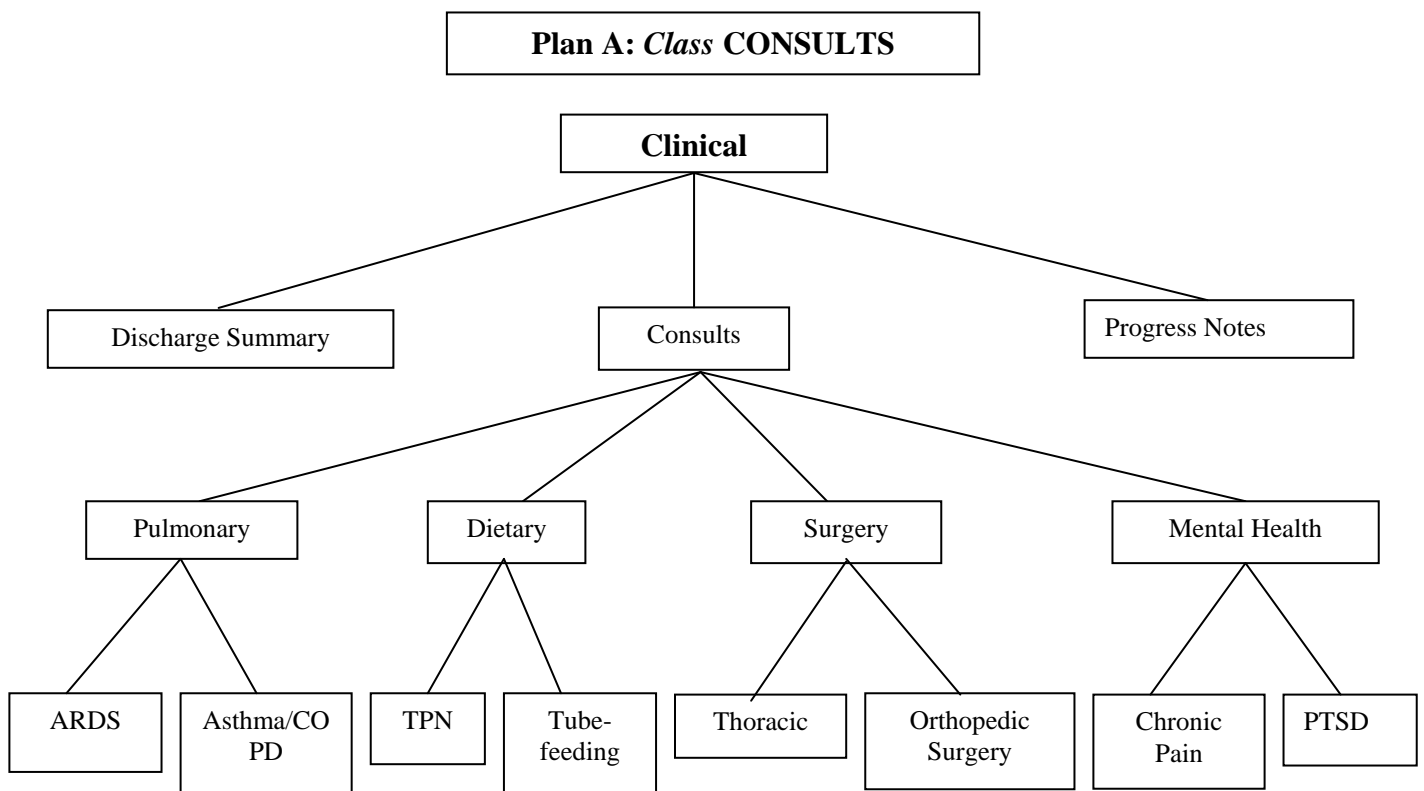 Plan A: Class CONSULTS
Clinical
Discharge Summary
Consults
Progress Notes
Pulmonary
Dietary
Surgery
Mental Health
ARDS
Asthma/CO
PD
TPN
Tube-
feeding
Thoracic
Orthopedic
Surgery
Chronic
Pain
PTSD